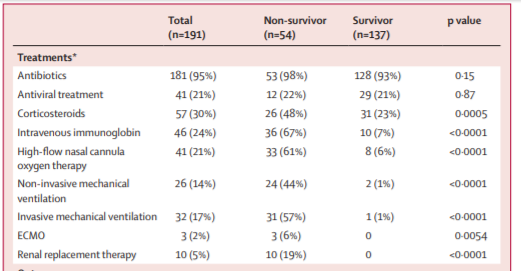 Total Non-survivor Survivor p value
(n=191) (n=54) (n=137)
Treatments*
Antibiotics 181 (95%) 53 (98%) 128 (93%) 0·15
Antiviral treatment 41 (21%) 12 (22%) 29 (21%) 0·87
Corticosteroids 57 (30%) 26 (48%) 31 (23%) 0·0005
Intravenous immunoglobin 46 (24%) 36 (67%) 10 (7%) <0·0001
High-flow nasal cannula 41 (21%) 33 (61%) 8 (6%) <0·0001
oxygen therapy
Non-invasive mechanical 26 (14%) 24 (44%) 2 (1%) <0·0001
ventilation
Invasive mechanical ventilation 32 (17%) 31 (57%) 1 (1%) <0·0001
ECMO 3 (2%) 3 (6%) 0 0·0054
Renal replacement therapy 10 (5%) 10 (19%) 0 <0·0001